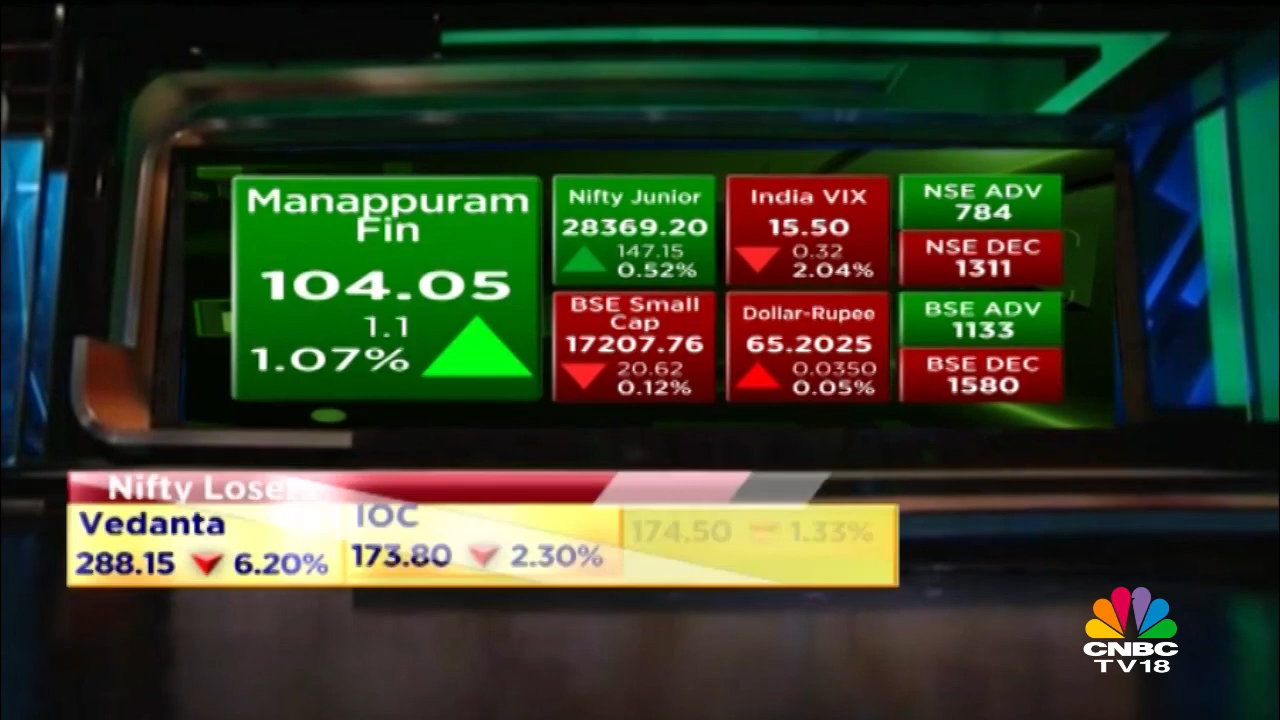 Manappuram
Fin
104.05
1.1
1.07%
Nifty Junior
28369.20
147.15
0.52%
India VIX
15.50
0.32
2.04%
NSE ADV
784
NSE DEC
1311
BSE Small
Cap
17207.76
20.62
0.12%
Dollar-Rupee
65.2025
0.0350
0.05%
BSE ADV
1133
BSE DEC
1580
Nifty Lose
Vedanta
288.15 6.20%
IOC
173.80 2.30%
174.50 1.33%
CNBC
TV18